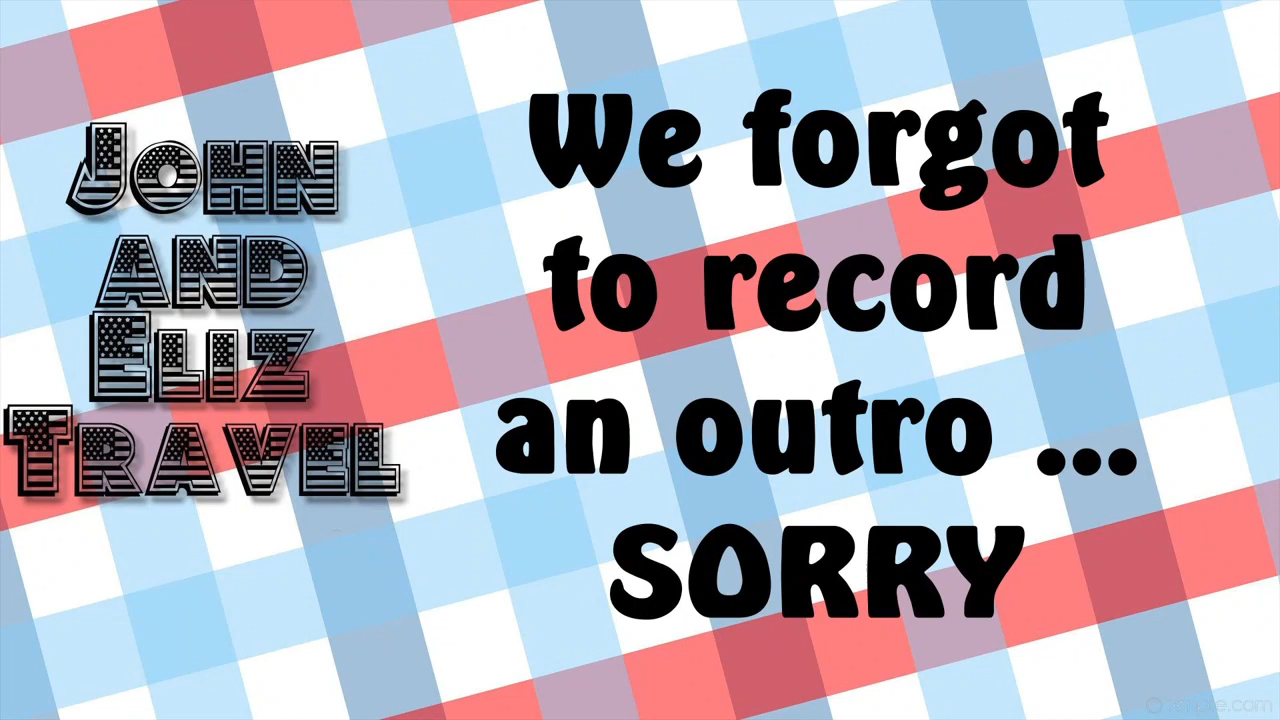 John
and
Eliz
Travel
We forgot
to record
an outro ...
SORRY